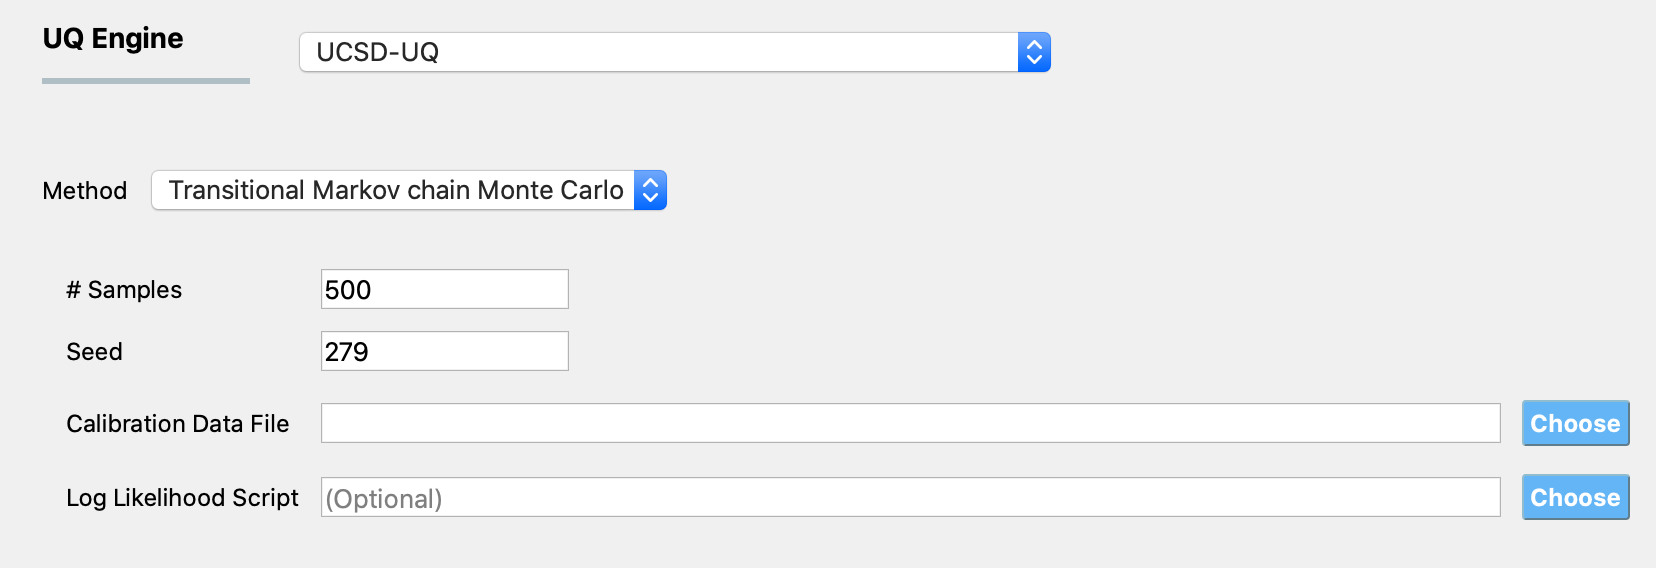 UQ Engine
UCSD-UQ
Method Transitional Markov chain Monte Carlo
# Samples 500
Seed 279
Calibration Data File Choose
Log Likelihood Script (Optional) Choose